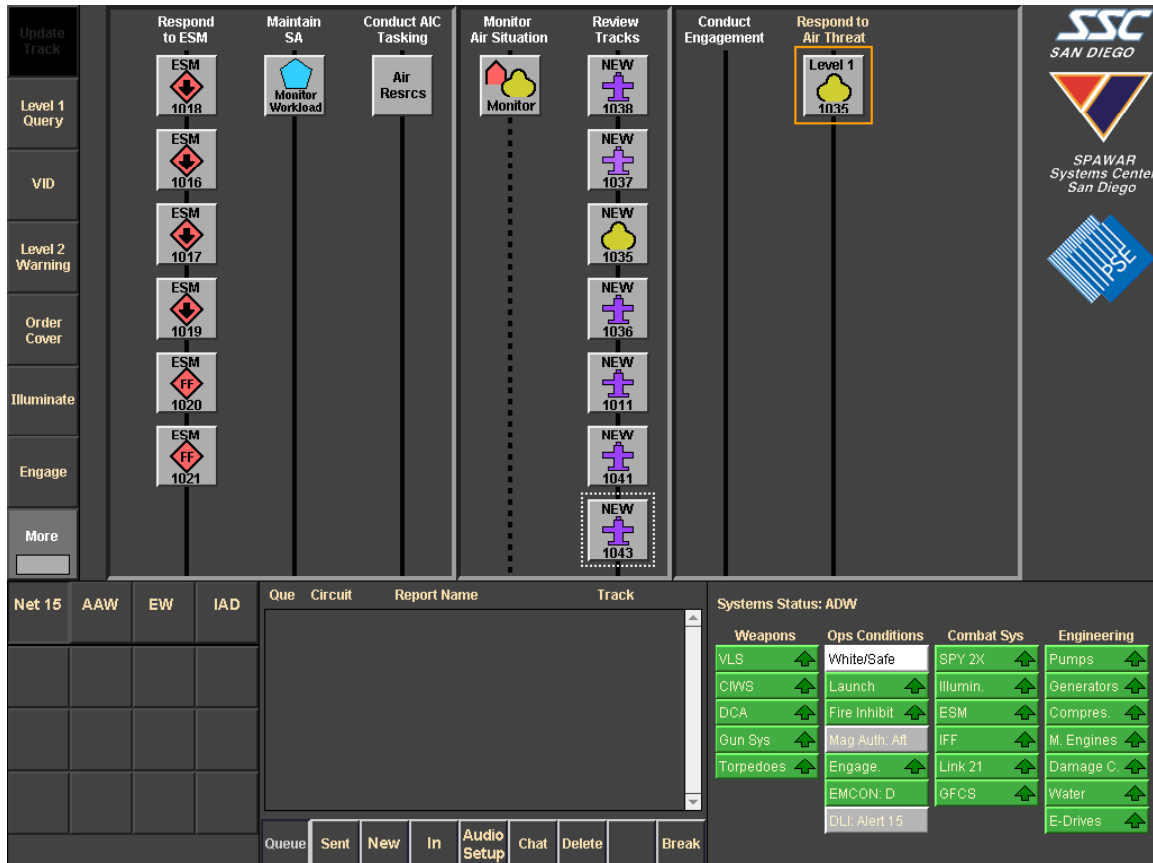 Update
Track
Level 1
Query
VID
Level 2
Warning
Order
Cover
Illuminate
Engage
More
Respond
to ESM
Maintain
SA
Conduct AIC
Tasking
Monitor
Air Situation
Review
Tracks
Conduct
Engagement
Respond to
Air Threat
ESM
1018
ESM
1016
ESM
1017
ESM
1019
ESM
FF
1020
ESM
FF
1021
Monitor
Workload
Air
Resrcs
Monitor
NEW
1038
NEW
1037
NEW
1035
NEW
1036
NEW
1011
NEW
1041
NEW
1043
Level 1
1035
SSC
SAN DIEGO
SPAWAR
Systems Center
San Diego
PSE
Net 15 AAW EW IAD
Que Circuit Report Name Track
Queue Sent New In Audio Setup Chat Delete Break
Systems Status: ADW
Weapons Ops Conditions Combat Sys Engineering
VLS White/Safe SPY 2X Pumps
CIWS Launch Illumin. Generators
DCA Fire Inhibit ESM Compres.
Gun Sys Mag Auth: Aft IFF M. Engines
Torpedoes Engage. Link 21 Damage C.
EMCON: D GFCS Water
DLI: Alert 15 E-Drives